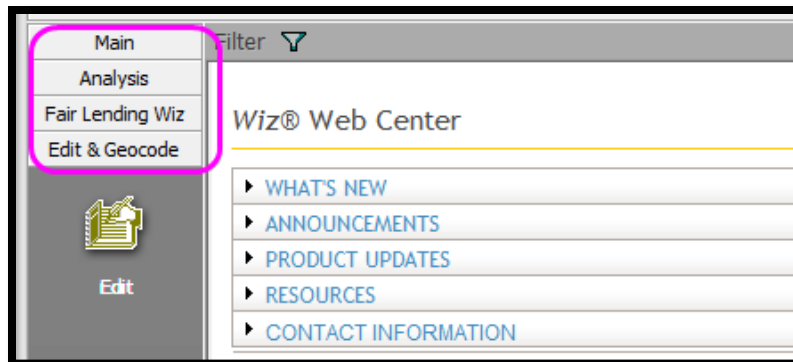 Main
Filter
Analysis
Fair Lending Wiz
Edit & Geocode
Edit
Wiz® Web Center
WHAT'S NEW
ANNOUNCEMENTS
PRODUCT UPDATES
RESOURCES
CONTACT INFORMATION